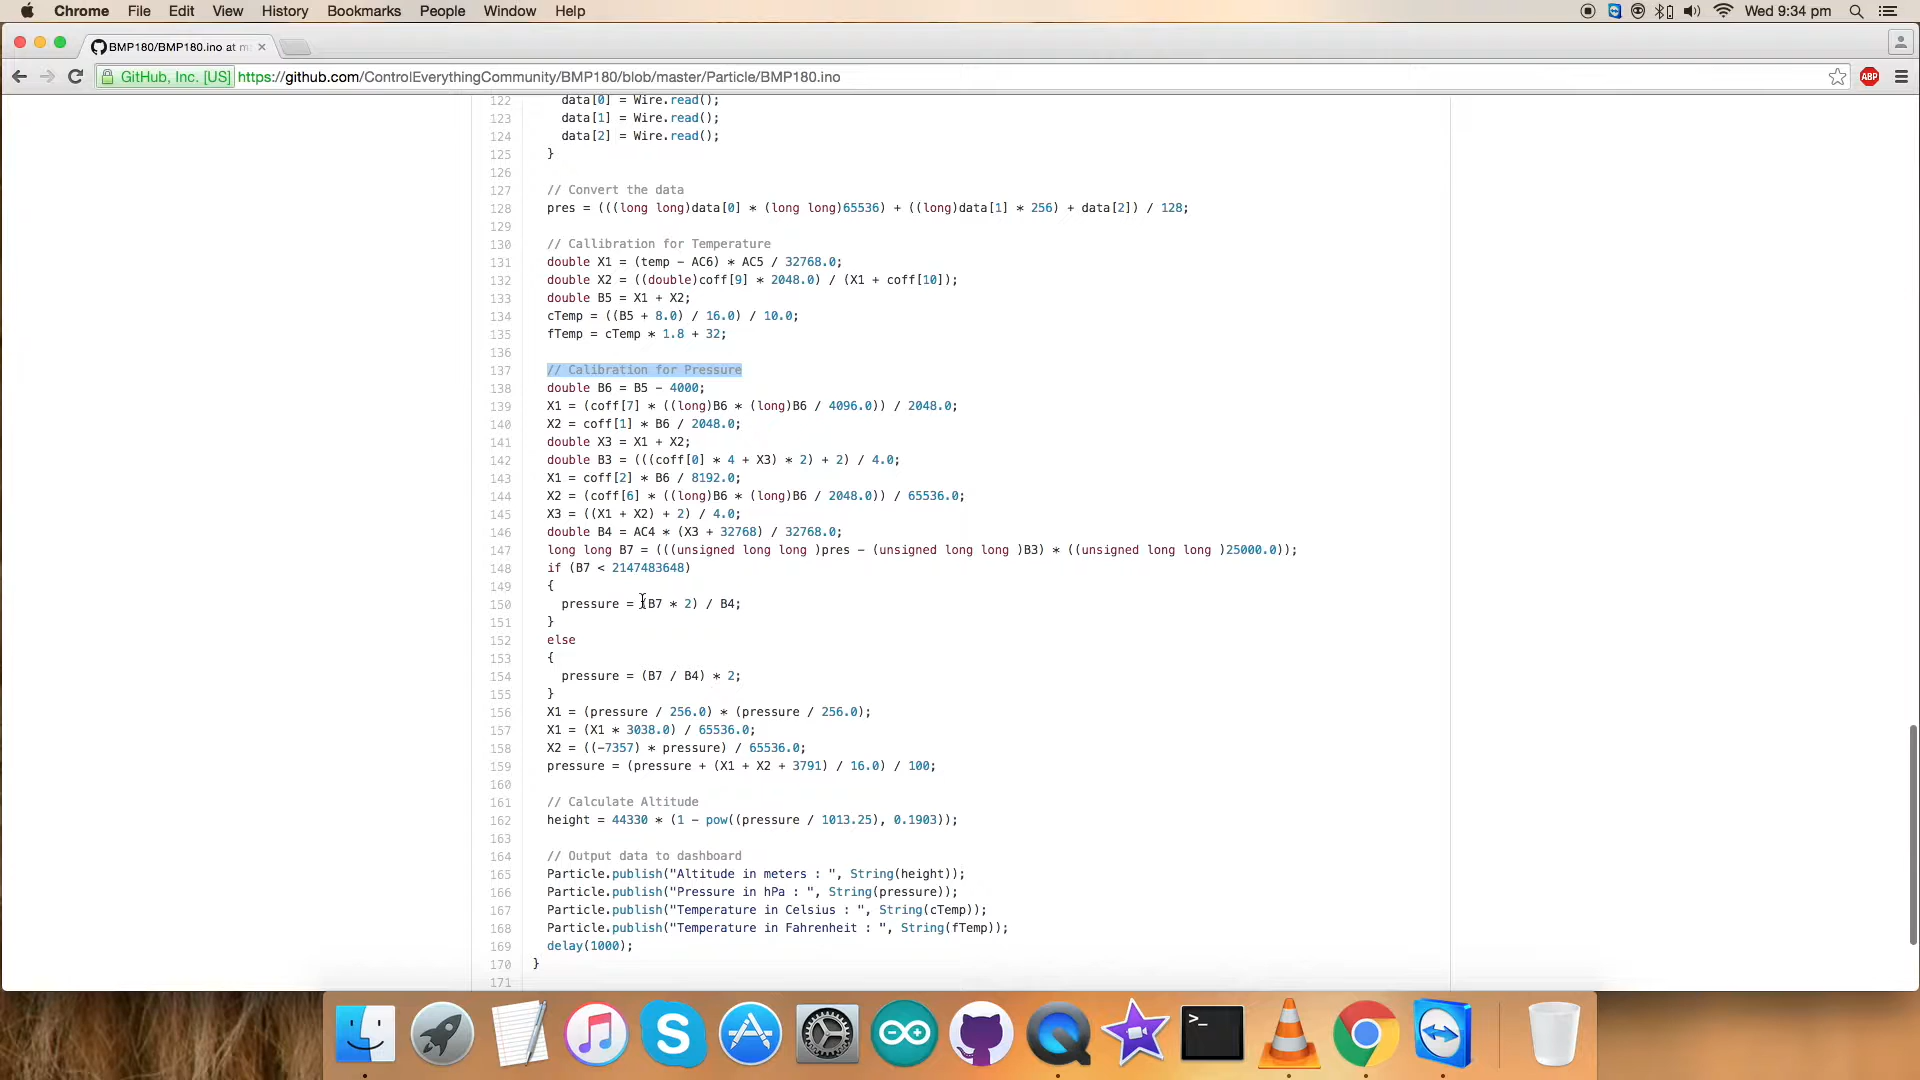 Chrome File Edit View History Bookmarks People Window Help Wed 9:34 pm
BMP180/BMP180.ino at m
GitHub, Inc. [US] https://github.com/ControlEverythingCommunity/BMP180/blob/master/Particle/BMP180.ino
ABP
122 data[0] = Wire.read();
123 data[1] = Wire.read();
124 data[2] = Wire.read();
125 }
126
127 // Convert the data
128 pres = (((long long)data[0] * (long long)65536) + ((long)data[1] * 256) + data[2]) / 128;
129
130 // Callibration for Temperature
131 double X1 = (temp - AC6) * AC5 / 32768.0;
132 double X2 = ((double)coff[9] * 2048.0) / (X1 + coff[10]);
133 double B5 = X1 + X2;
134 cTemp = ((B5 + 8.0) / 16.0) / 10.0;
135 fTemp = cTemp * 1.8 + 32;
136
137 // Calibration for Pressure
138 double B6 = B5 - 4000;
139 X1 = (coff[7] * ((long)B6 * (long)B6 / 4096.0)) / 2048.0;
140 X2 = coff[1] * B6 / 2048.0;
141 double X3 = X1 + X2;
142 double B3 = (((coff[0] * 4 + X3) * 2) + 2) / 4.0;
143 X1 = coff[2] * B6 / 8192.0;
144 X2 = (coff[6] * ((long)B6 * (long)B6 / 2048.0)) / 65536.0;
145 X3 = ((X1 + X2) + 2) / 4.0;
146 double B4 = AC4 * (X3 + 32768) / 32768.0;
147 long long B7 = (((unsigned long long )pres - (unsigned long long )B3) * ((unsigned long long )25000.0));
148 if (B7 < 2147483648)
149 {
150 pressure = (B7 * 2) / B4;
151 }
152 else
153 {
154 pressure = (B7 / B4) * 2;
155 }
156 X1 = (pressure / 256.0) * (pressure / 256.0);
157 X1 = (X1 * 3038.0) / 65536.0;
158 X2 = ((-7357) * pressure) / 65536.0;
159 pressure = (pressure + (X1 + X2 + 3791) / 16.0) / 100;
160
161 // Calculate Altitude
162 height = 44330 * (1 - pow((pressure / 1013.25), 0.1903));
163
164 // Output data to dashboard
165 Particle.publish("Altitude in meters : ", String(height));
166 Particle.publish("Pressure in hPa : ", String(pressure));
167 Particle.publish("Temperature in Celsius : ", String(cTemp));
168 Particle.publish("Temperature in Fahrenheit : ", String(fTemp));
169 delay(1000);
170 }
171